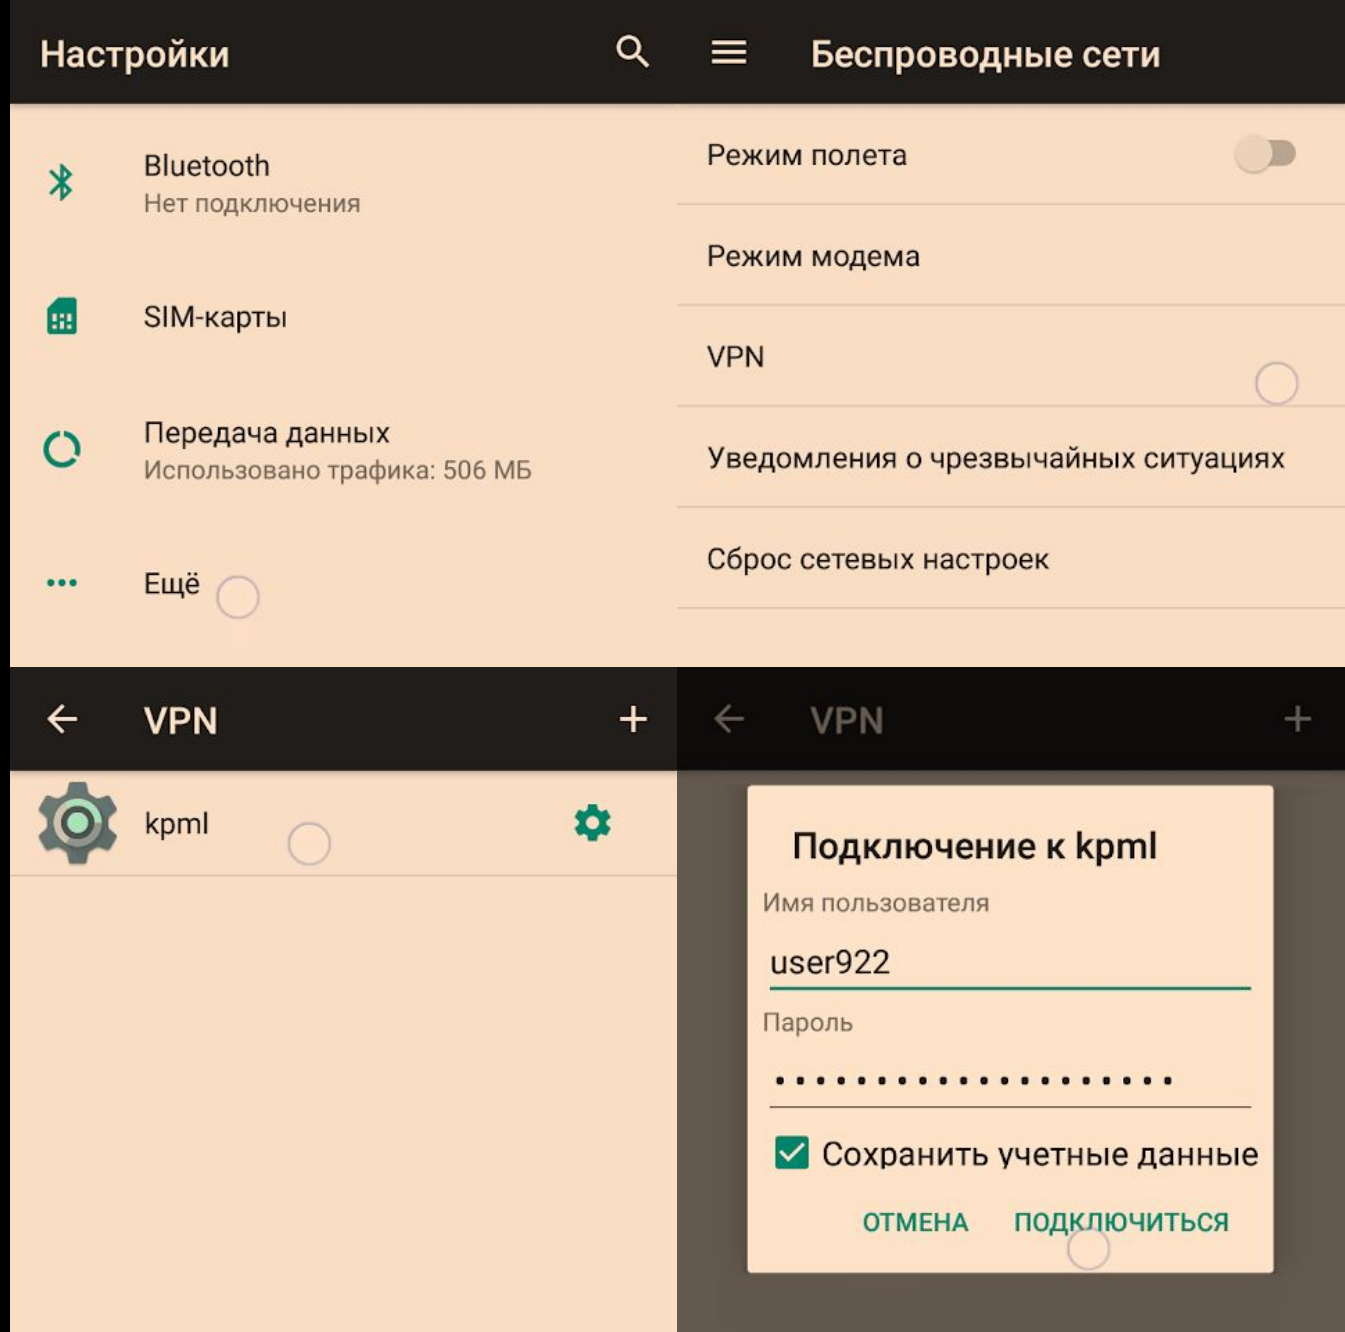 Настройки
Bluetooth
Нет подключения
SIM-карты
Передача данных
Использовано трафика: 506 МБ
Ещё
Беспроводные сети
Режим полета
Режим модема
VPN
Уведомления о чрезвычайных ситуациях
Сброс сетевых настроек
VPN
kpml
VPN
Подключение к kpml
Имя пользователя
user922
Пароль
••••••••••••••••••••
Сохранить учетные данные
ОТМЕНА ПОДКЛЮЧИТЬСЯ